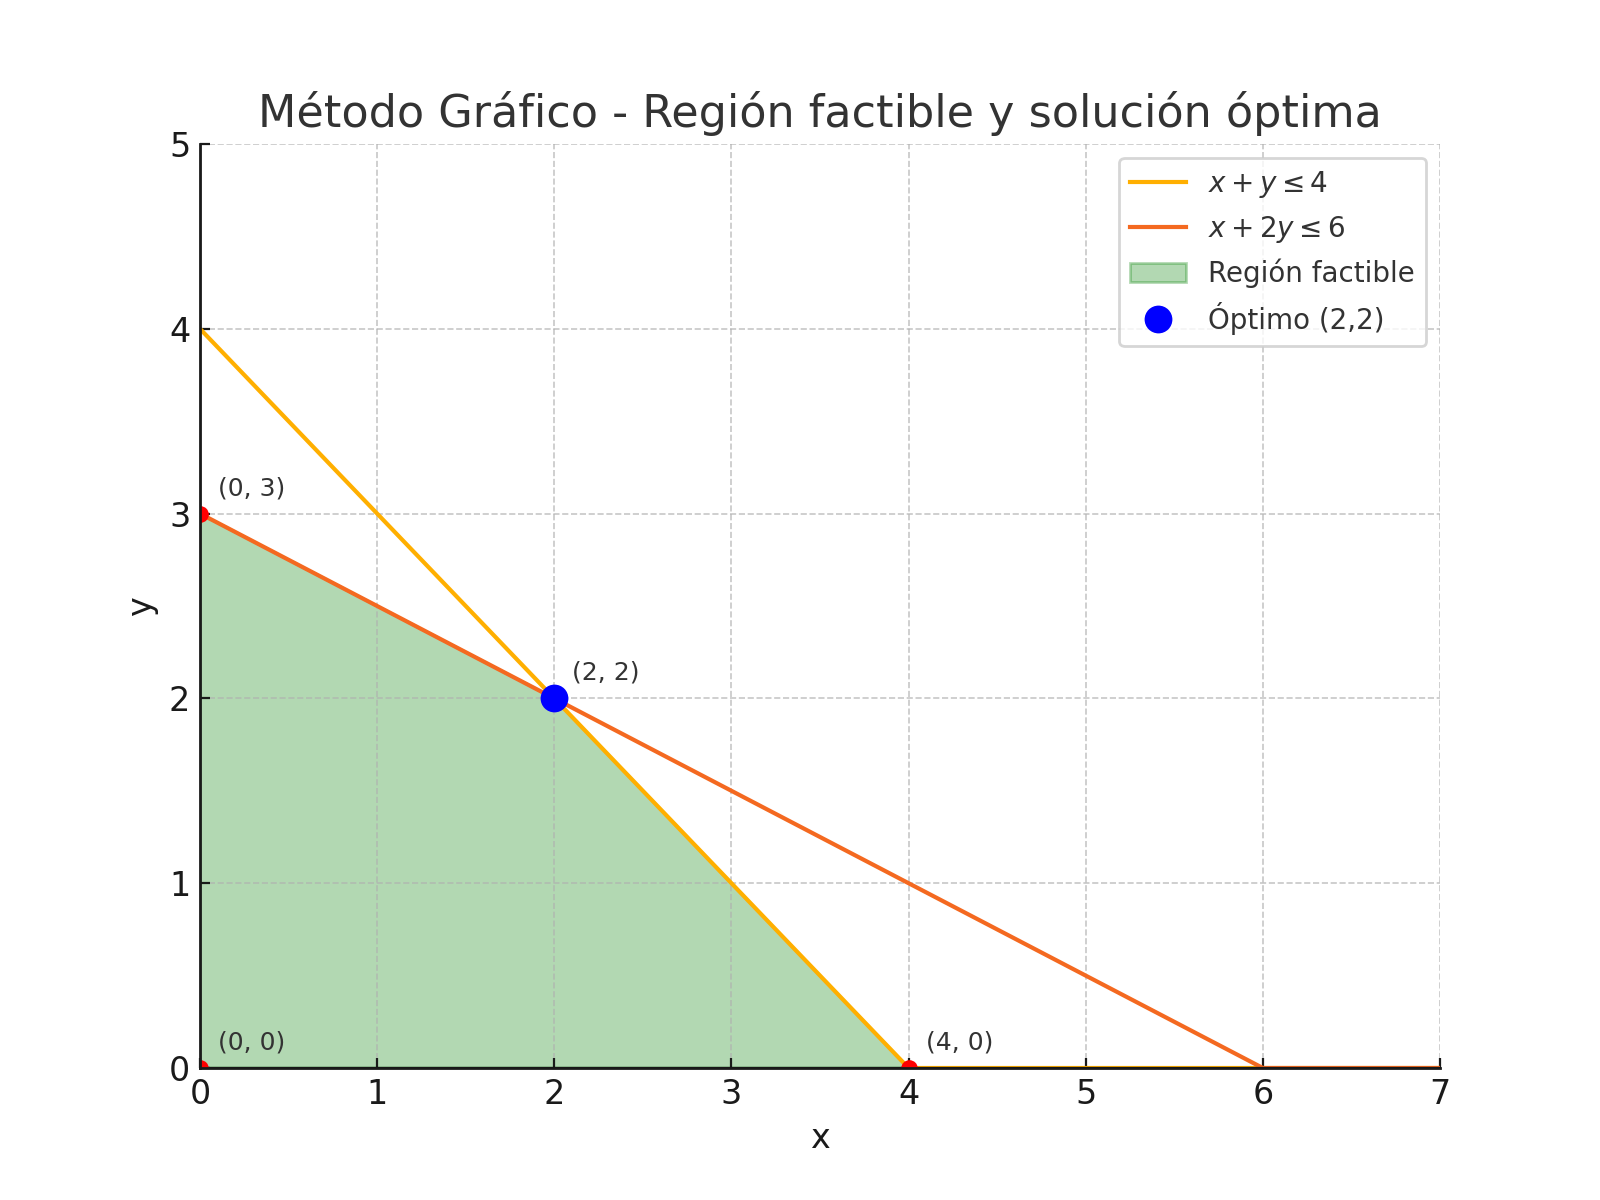 Método Gráfico - Región factible y solución óptima
5
4
3
2
1
0
y
x + y ≤ 4
x + 2y ≤ 6
Región factible
Óptimo (2,2)
(0, 3)
(2, 2)
(0, 0)
(4, 0)
0 1 2 3 4 5 6 7
x